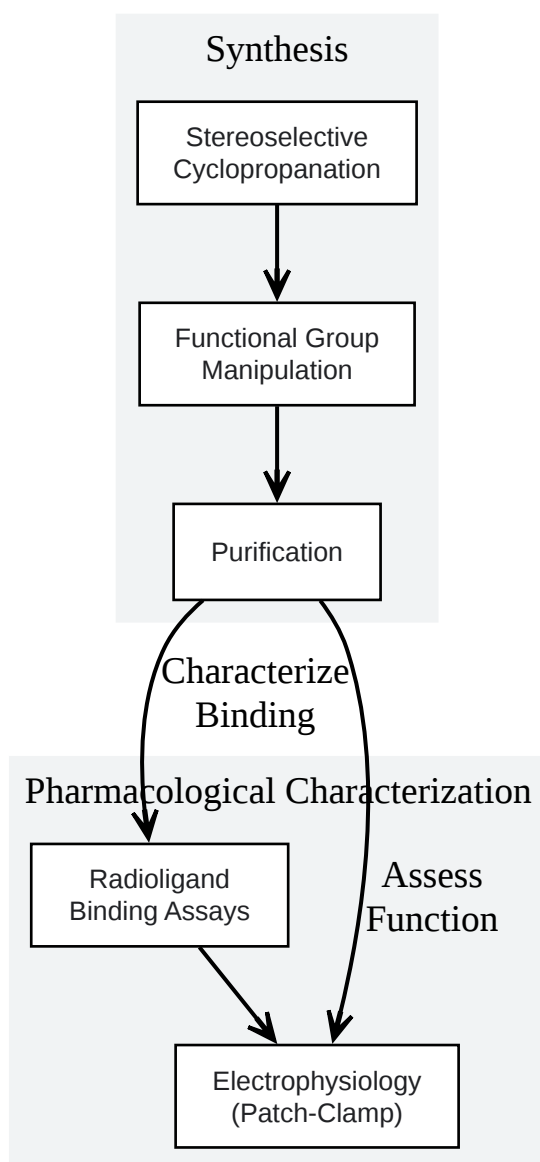 Synthesis
Stereoselective
Cyclopropanation
Functional Group
Manipulation
Purification
Characterize
Binding
Pharmacological Characterization
Radioligand
Binding Assays
Assess
Function
Electrophysiology
(Patch-Clamp)